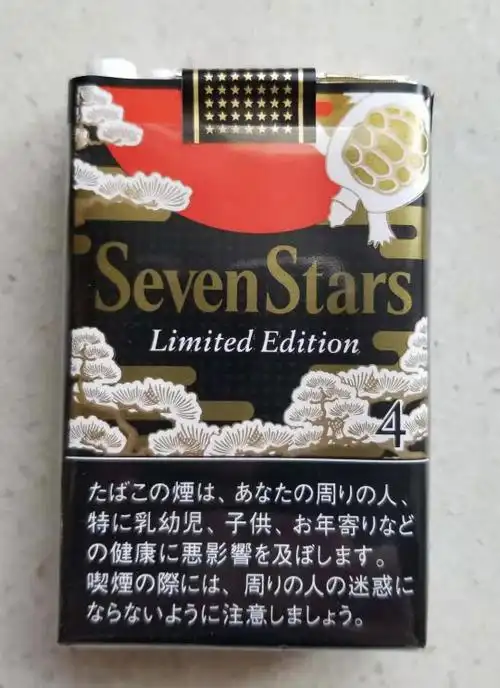 SevenStars
Limited Edition
4
たばこの煙は、あなたの周りの人、
特に乳幼児、子供、お年寄りなど
の健康に悪影響を及ぼします。
喫煙の際には、周りの人の迷惑に
ならないように注意しましょう。